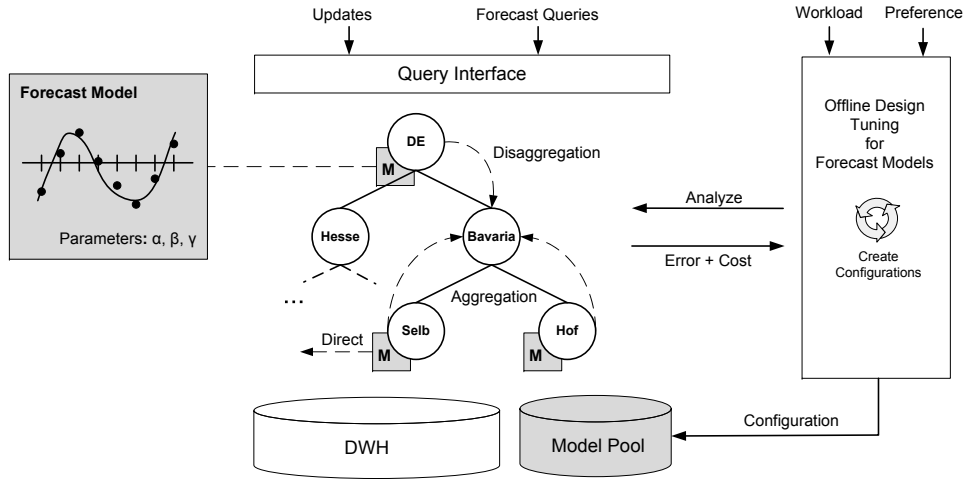 Updates
Forecast Queries
Workload
Preference
Query Interface
Forecast Model
Parameters: α, β, γ
DE
M
Disaggregation
Hesse
Bavaria
...
Aggregation
Selb
Hof
Direct
M
M
Offline Design
Tuning
for
Forecast Models
Create
Configurations
Analyze
Error + Cost
DWH
Model Pool
Configuration